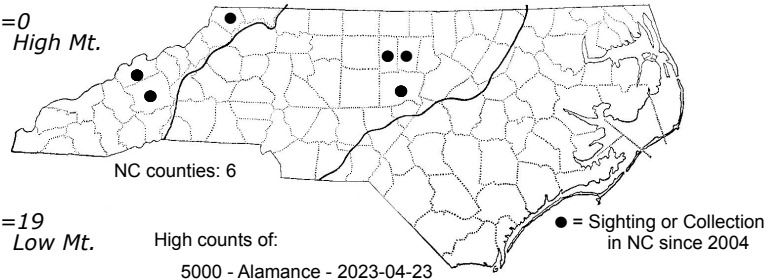 =0
High Mt.
NC counties: 6
=19
Low Mt.
High counts of:
5000 - Alamance - 2023-04-23
= Sighting or Collection
in NC since 2004